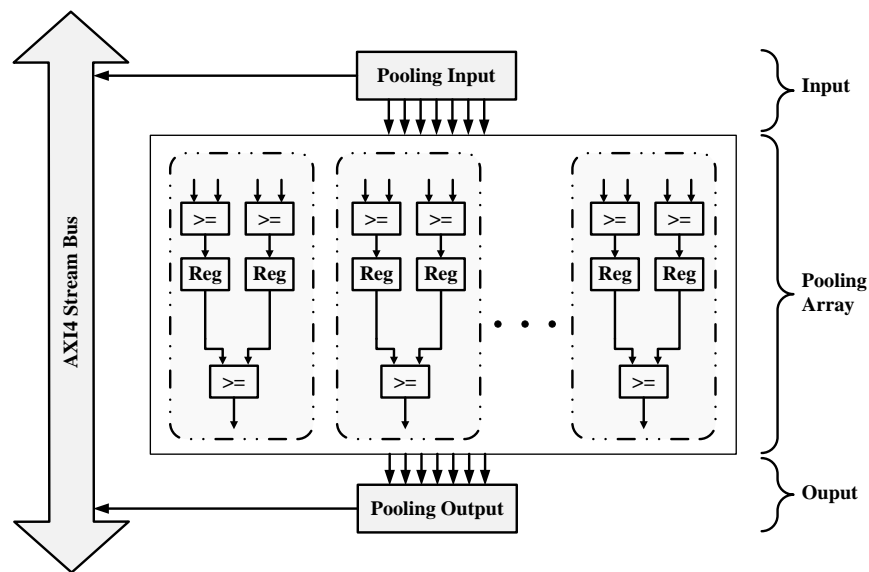 Pooling Input
Input
AXI4 Stream Bus
>= >= >= >= >= >=
Reg Reg Reg Reg Reg Reg
Pooling
Array
• • •
>= >= >=
Pooling Output
Ouput